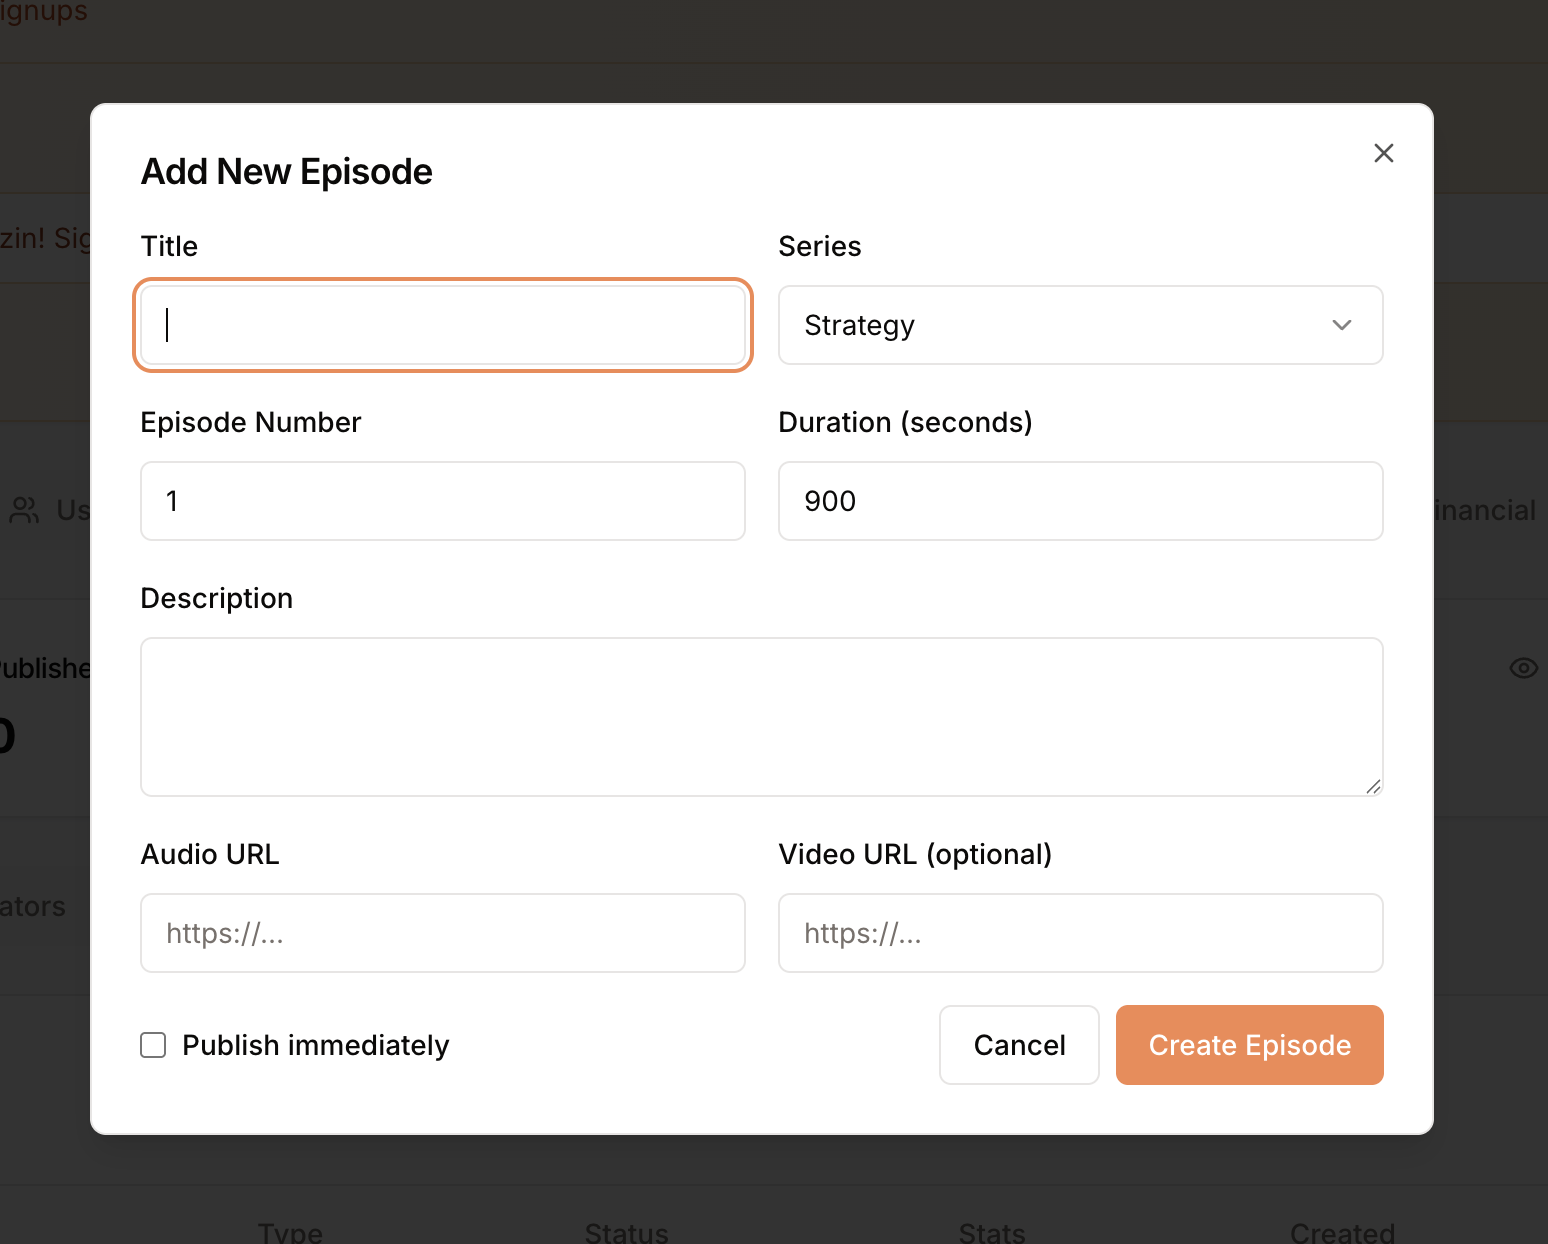 ignups
Add New Episode
Title
Series
zin! Sig
Strategy
Episode Number
Duration (seconds)
1
900
Us
inancial
Description
ublishe
0
Audio URL
Video URL (optional)
ators
https://...
https://...
Publish immediately
Cancel
Create Episode
Type
Status
Stats
Created